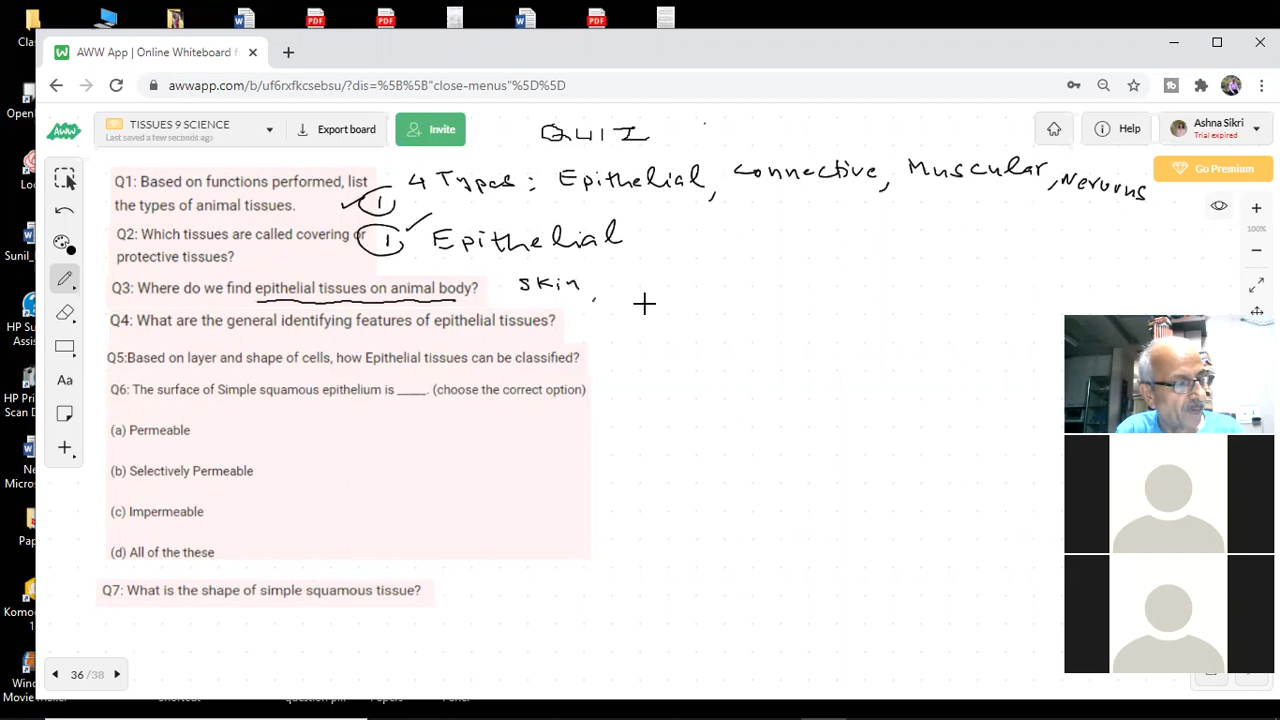 AWW App | Online Whiteboard f
awwapp.com/b/uf6rxfkcsebsu/?dis=%5B%5B"close-menus"%5D%5D
AWW
TISSUES 9 SCIENCE
Last saved a few seconds ago
Export board
Invite
QUIZ
Help
Ashna Sikri
Trial expired
Go Premium
Q1: Based on functions performed, list
the types of animal tissues.
1
4 Types : Epithelial, Connective, Muscular, Nervous
Q2: Which tissues are called covering or
protective tissues?
1
Epithelial
Q3: Where do we find epithelial tissues on animal body?
skin,
Q4: What are the general identifying features of epithelial tissues?
Q5:Based on layer and shape of cells, how Epithelial tissues can be classified?
Q6: The surface of Simple squamous epithelium is _____. (choose the correct option)
(a) Permeable
(b) Selectively Permeable
(c) Impermeable
(d) All of the these
Q7: What is the shape of simple squamous tissue?
Aa
100%
36 /38